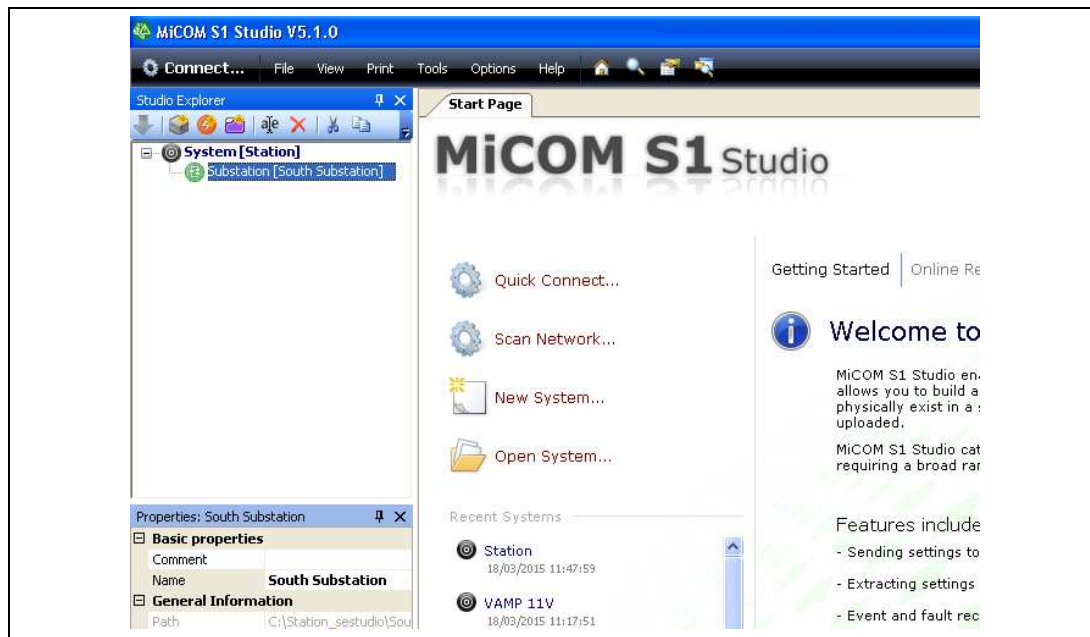 MiCOM S1 Studio V5.1.0
Connect... File View Print Tools Options Help
Studio Explorer
System [Station]
Substation [South Substation]
Start Page
MiCOM S1 Studio
Quick Connect...
Scan Network...
New System...
Open System...
Recent Systems
Station
18/03/2015 11:47:59
VAMP 11V
18/03/2015 11:17:51
Getting Started Online Re
Welcome to
MiCOM S1 Studio en
allows you to build a
physically exist in a
uploaded.
MiCOM S1 Studio cat
requiring a broad rar
Features include
- Sending settings to
- Extracting settings
- Event and fault rec
Properties: South Substation
Basic properties
Comment
Name South Substation
General Information
Path C:\Station_sestudio\Sou